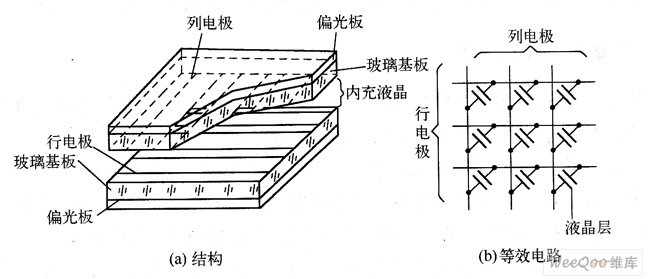 列电极
偏光板
玻璃基板
内充液晶
行电极
玻璃基板
偏光板
(a) 结构
列电极
行电极
液晶层
(b) 等效电路
WeeQoo维库